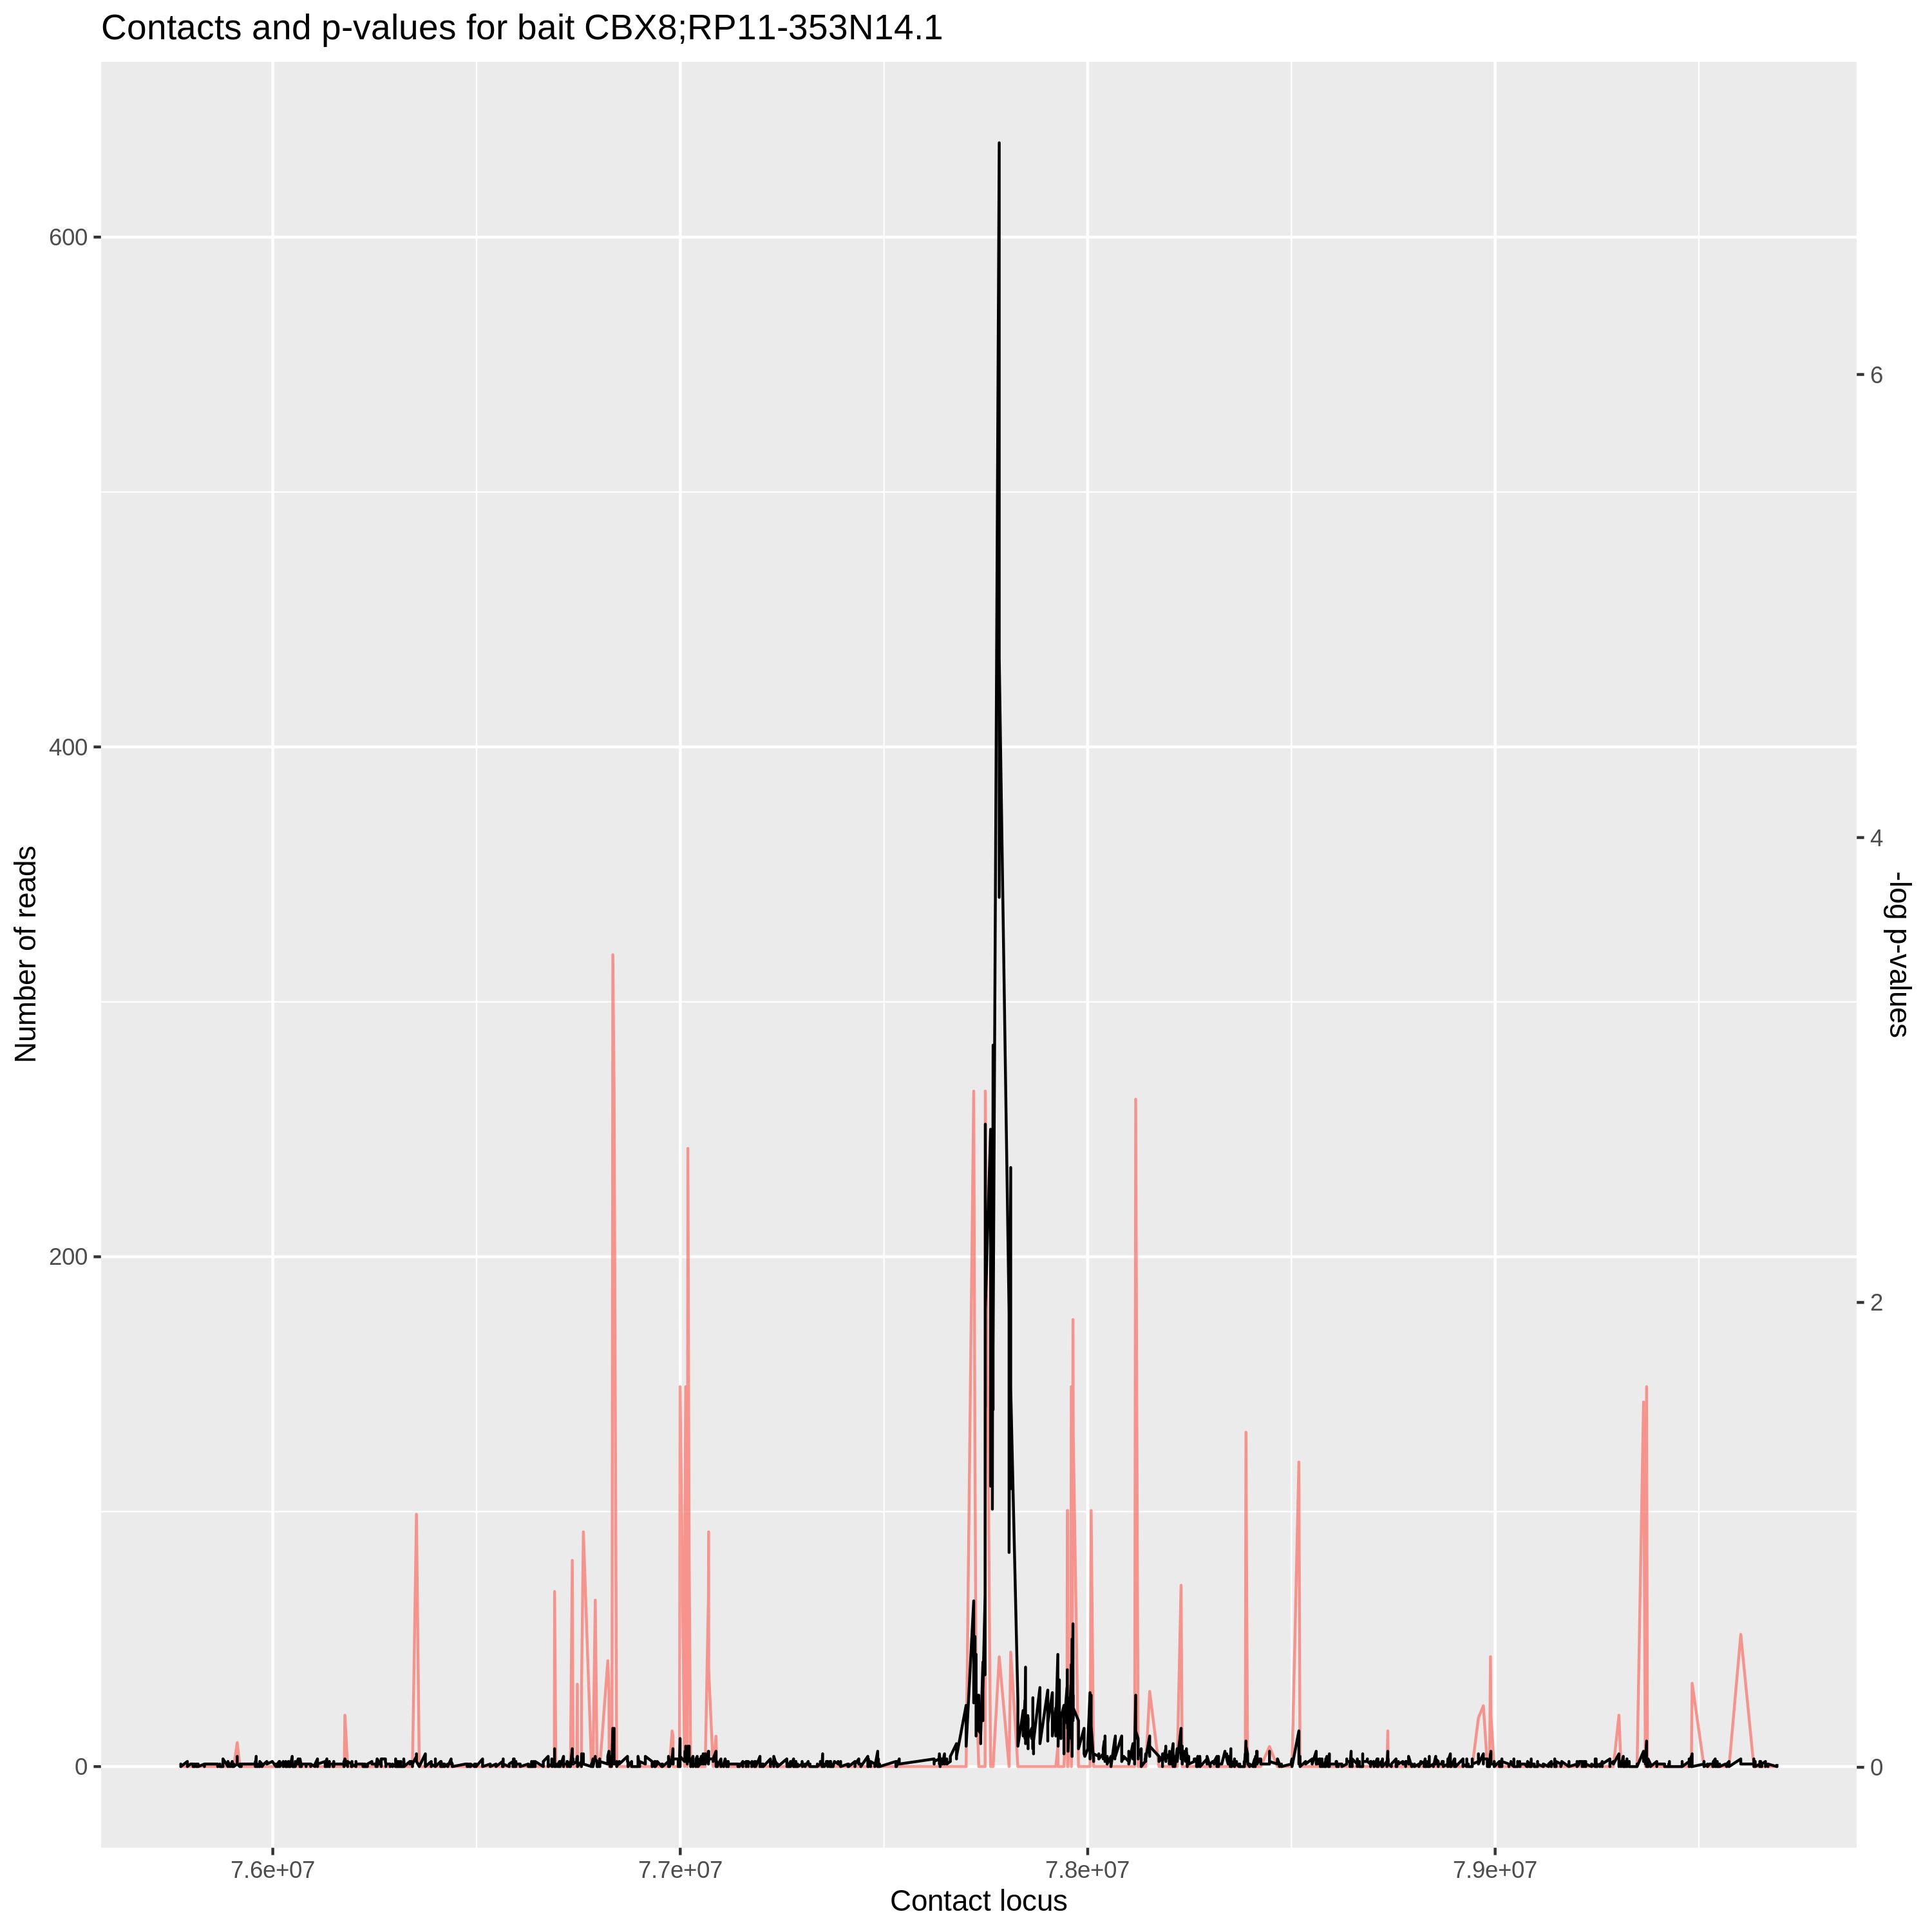 Contacts and p-values for bait CBX8;RP11-353N14.1
600
400
200
0
Number of reads
6
4
2
0
-log p-values
7.6e+07
7.7e+07
7.8e+07
7.9e+07
Contact locus